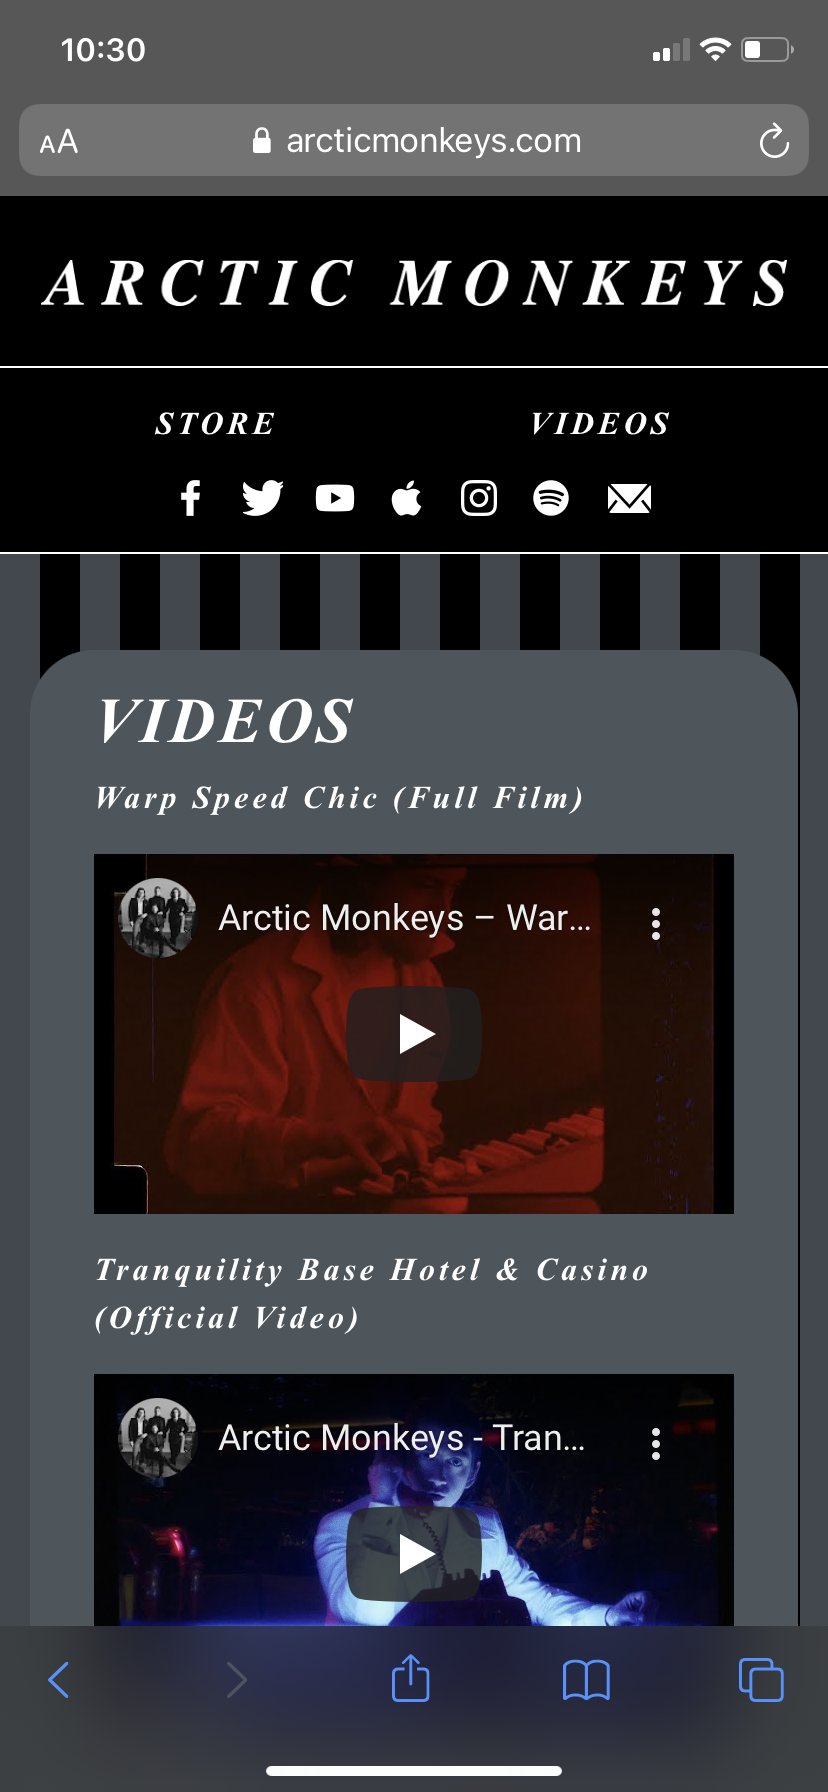 10:30
AA arcticmonkeys.com
ARCTIC MONKEYS
STORE VIDEOS
VIDEOS
Warp Speed Chic (Full Film)
Arctic Monkeys – War...
Tranquility Base Hotel & Casino
(Official Video)
Arctic Monkeys - Tran...